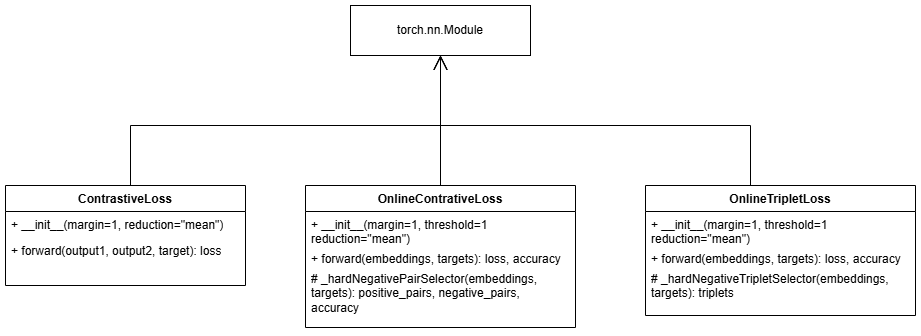 torch.nn.Module
ContrastiveLoss
+ __init__(margin=1, reduction="mean")
+ forward(output1, output2, target): loss
OnlineContrativeLoss
+ __init__(margin=1, threshold=1
reduction="mean")
+ forward(embeddings, targets): loss, accuracy
# _hardNegativePairSelector(embeddings,
targets): positive_pairs, negative_pairs,
accuracy
OnlineTripletLoss
+ __init__(margin=1, threshold=1
reduction="mean")
+ forward(embeddings, targets): loss, accuracy
# _hardNegativeTripletSelector(embeddings,
targets): triplets